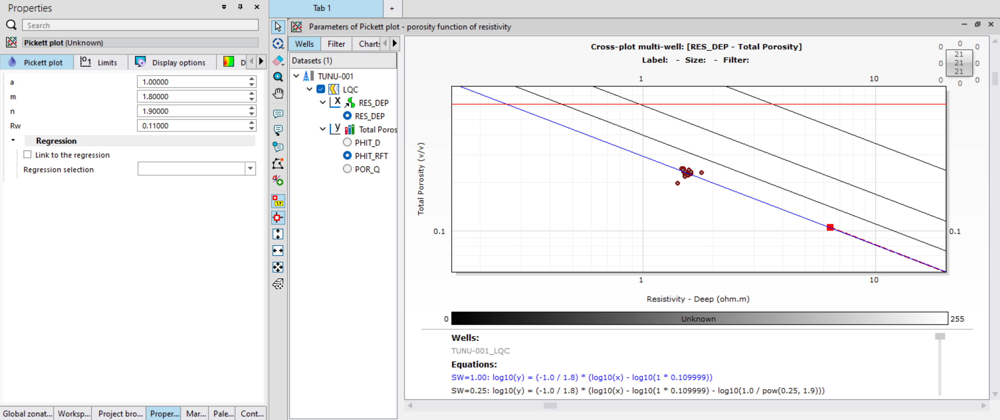 Properties
Search
Pickett plot (Unknown)
Pickett plot
Limits
Display options
D
a
1.00000
m
1.80000
n
1.90000
Rw
0.11000
Regression
Link to the regression
Regression selection
Global zonat...
Worksp...
Project bro...
Proper...
Mar...
Pale...
Cont...
Tab 1
+
Parameters of Pickett plot - porosity function of resistivity
Wells
Filter
Charts
Datasets (1)
TUNU-001
LQC
X
RES_DEP
RES_DEP
y
Total Poros
PHIT_D
PHIT_RFT
POR_Q
1.7
Cross-plot multi-well: [RES_DEP - Total Porosity]
Label:   - Size:   - Filter:
0
0 0
21
0 21 0
21
0 0
0
1 10
Total Porosity (v/v)
0.1 0.1
1 10
Resistivity - Deep (ohm.m)
0 Unknown 255
Wells:
TUNU-001_LQC
Equations:
SW=1.00: log10(y) = (-1.0 / 1.8) * (log10(x) - log10(1 * 0.109999))
SW=0.25: log10(y) = (-1.0 / 1.8) * (log10(x) - log10(1 * 0.109999) - log10(1.0 / pow(0.25, 1.9)))